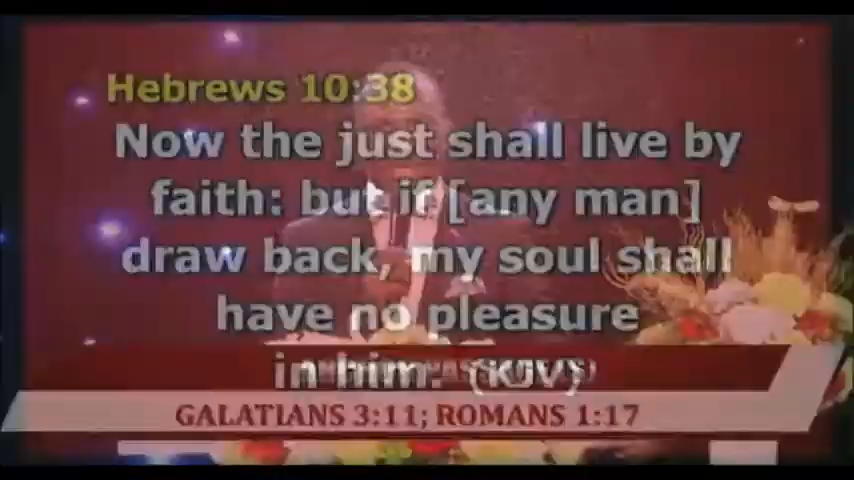 Hebrews 10:38
Now the just shall live by
faith: but if [any man]
draw back, my soul shall
have no pleasure
in him. (KJV)
GALATIANS 3:11; ROMANS 1:17